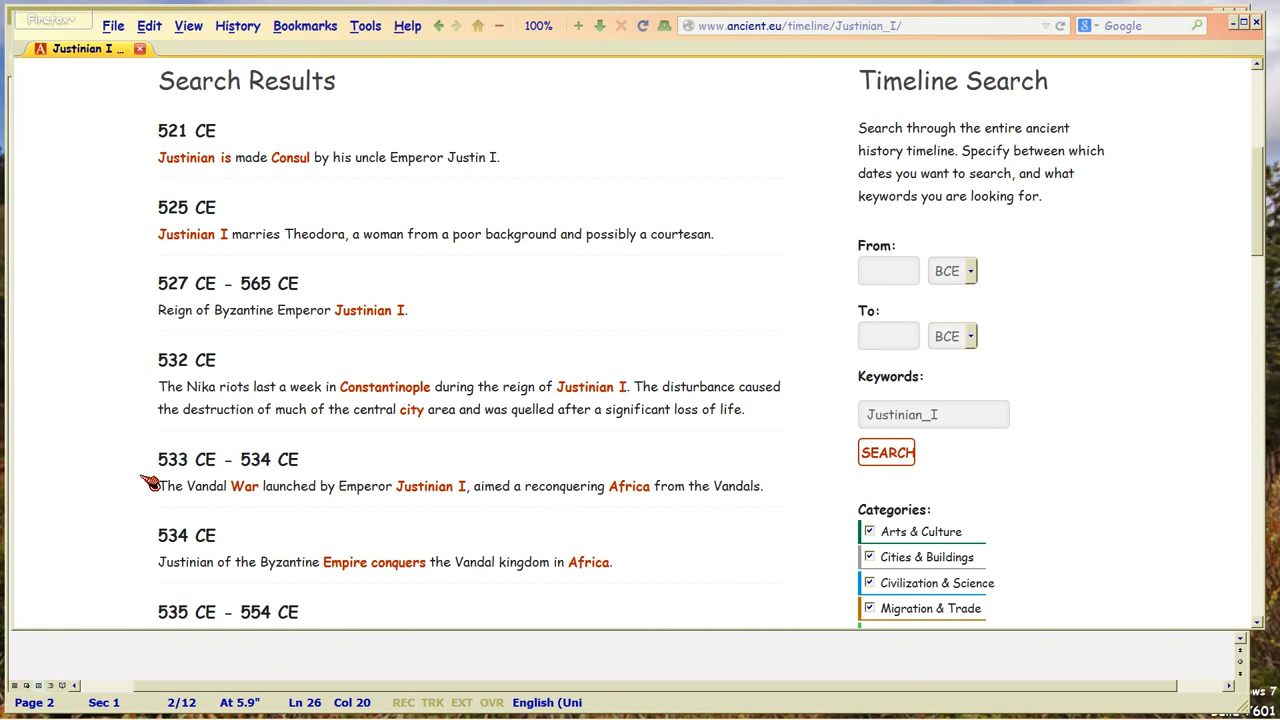 Firefox
File Edit View History Bookmarks Tools Help 100% www.ancient.eu/timeline/Justinian_I/ Google
Justinian I ...
Search Results
521 CE
Justinian is made Consul by his uncle Emperor Justin I.
525 CE
Justinian I marries Theodora, a woman from a poor background and possibly a courtesan.
527 CE - 565 CE
Reign of Byzantine Emperor Justinian I.
532 CE
The Nika riots last a week in Constantinople during the reign of Justinian I. The disturbance caused
the destruction of much of the central city area and was quelled after a significant loss of life.
533 CE - 534 CE
The Vandal War launched by Emperor Justinian I, aimed a reconquering Africa from the Vandals.
534 CE
Justinian of the Byzantine Empire conquers the Vandal kingdom in Africa.
535 CE - 554 CE
Timeline Search
Search through the entire ancient
history timeline. Specify between which
dates you want to search, and what
keywords you are looking for.
From:
BCE
To:
BCE
Keywords:
Justinian_I
SEARCH
Categories:
Arts & Culture
Cities & Buildings
Civilization & Science
Migration & Trade
Page 2 Sec 1 2/12 At 5.9" Ln 26 Col 20 REC TRK EXT OVR English (Uni
ows 7
601